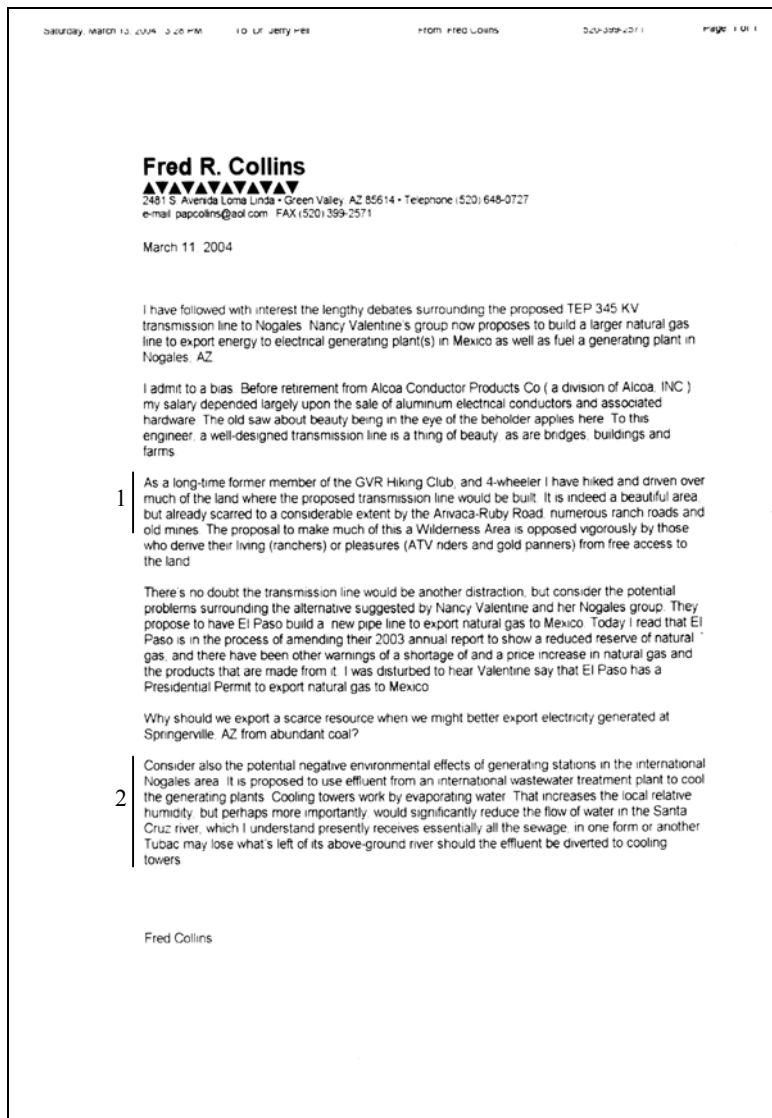 Saturday, March 13, 2004 3:28 PM To: Dr. Jerry Pell From: Fred Collins 520-399-2571 Page: 1 of 1
Fred R. Collins
▲▼▲▼▲▼▲▼▲▼▲▼
2481 S. Avenida Loma Linda • Green Valley, AZ 85614 • Telephone (520) 648-0727
e-mail papcollins@aol.com FAX (520) 399-2571
March 11, 2004
I have followed with interest the lengthy debates surrounding the proposed TEP 345 KV
transmission line to Nogales. Nancy Valentine's group now proposes to build a larger natural gas
line to export energy to electrical generating plant(s) in Mexico as well as fuel a generating plant in
Nogales, AZ
I admit to a bias. Before retirement from Alcoa Conductor Products Co ( a division of Alcoa, INC )
my salary depended largely upon the sale of aluminum electrical conductors and associated
hardware. The old saw about beauty being in the eye of the beholder applies here. To this
engineer, a well-designed transmission line is a thing of beauty, as are bridges, buildings and
farms
1
As a long-time former member of the GVR Hiking Club, and 4-wheeler I have hiked and driven over
much of the land where the proposed transmission line would be built. It is indeed a beautiful area,
but already scarred to a considerable extent by the Arivaca-Ruby Road, numerous ranch roads and
old mines. The proposal to make much of this a Wilderness Area is opposed vigorously by those
who derive their living (ranchers) or pleasures (ATV riders and gold panners) from free access to
the land
There's no doubt the transmission line would be another distraction, but consider the potential
problems surrounding the alternative suggested by Nancy Valentine and her Nogales group. They
propose to have El Paso build a new pipe line to export natural gas to Mexico. Today I read that El
Paso is in the process of amending their 2003 annual report to show a reduced reserve of natural
gas, and there have been other warnings of a shortage of and a price increase in natural gas and
the products that are made from it. I was disturbed to hear Valentine say that El Paso has a
Presidential Permit to export natural gas to Mexico
Why should we export a scarce resource when we might better export electricity generated at
Springerville, AZ from abundant coal?
2
Consider also the potential negative environmental effects of generating stations in the international
Nogales area. It is proposed to use effluent from an international wastewater treatment plant to cool
the generating plants. Cooling towers work by evaporating water. That increases the local relative
humidity, but perhaps more importantly, would significantly reduce the flow of water in the Santa
Cruz river, which I understand presently receives essentially all the sewage, in one form or another
Tubac may lose what's left of its above-ground river should the effluent be diverted to cooling
towers
Fred Collins